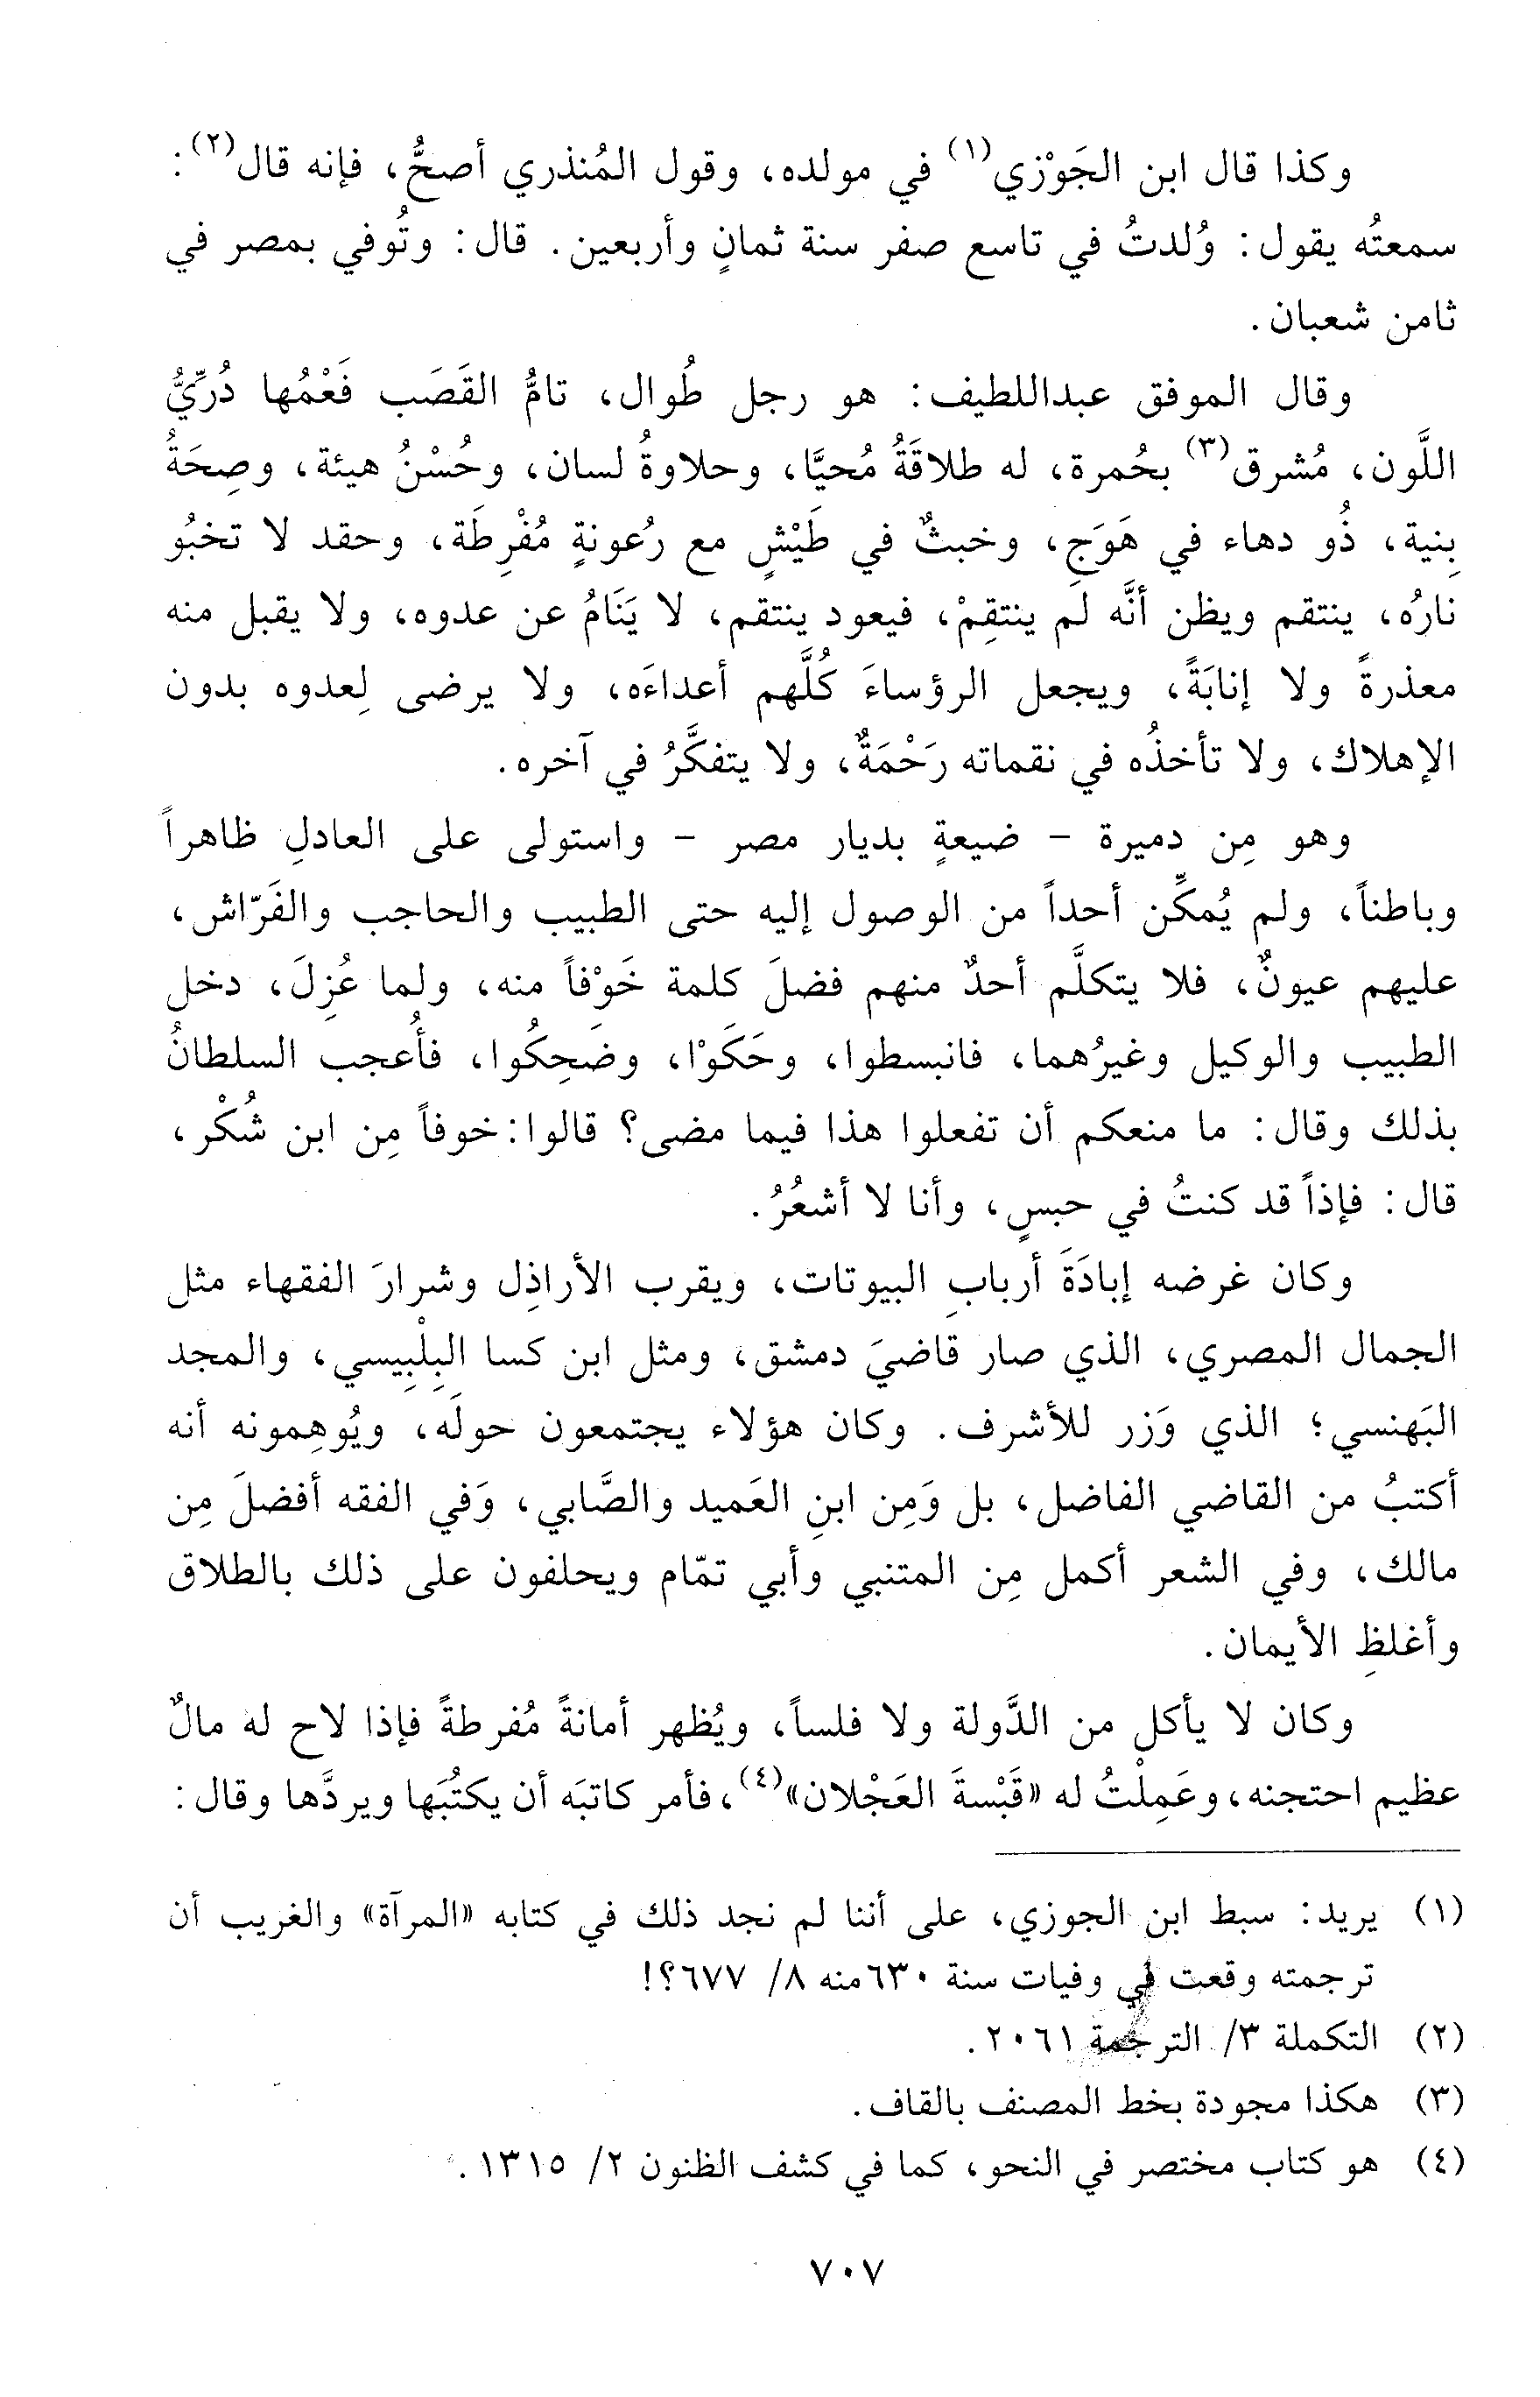 وكذا قال ابن الجَوْزي(١) في مولده، وقول المُنذري أصحُّ، فإنه قال(٢):
سمعتُه يقول: وُلدتُ في تاسع صفر سنة ثمانٍ وأربعين. قال: وتُوفي بمصر في
ثامن شعبان.
وقال الموفق عبداللطيف: هو رجل طُوال، تامُّ القَصَب فَعْمُها دُرِّيُّ
اللَّون، مُشرق(٣) بحُمرة، له طلاقَةُ مُحيَّا، وحلاوةُ لسان، وحُسْنُ هيئة، وصِحَةُ
بِنية، ذُو دهاء في هَوَجِ، وخبثٌ في طَيْشٍ مع رُعونةٍ مُفْرِطَة، وحقد لا تخبُو
نارُه، ينتقم ويظن أنَّه لَم ينتقِمْ، فيعود ينتقم، لا يَنَامُ عن عدوه، ولا يقبل منه
معذرةً ولا إنابَةً، ويجعل الرؤساءَ كُلَّهم أعداءَه، ولا يرضى لِعدوه بدون
الإهلاك، ولا تأخذُه في نقماته رَحْمَةٌ، ولا يتفكَّرُ في آخره.
وهو مِن دميرة - ضيعةٍ بديار مصر - واستولى على العادلِ ظاهراً
وباطناً، ولم يُمكِّن أحداً من الوصول إليه حتى الطبيب والحاجب والفَرّاش،
عليهم عيونٌ، فلا يتكلَّم أحدٌ منهم فضلَ كلمة خَوْفاً منه، ولما عُزِلَ، دخل
الطبيب والوكيل وغيرُهما، فانبسطوا، وحَكَوْا، وضَحِكُوا، فأُعجب السلطانُ
بذلك وقال: ما منعكم أن تفعلوا هذا فيما مضى؟ قالوا: خوفاً مِن ابن شُكْر،
قال: فإذاً قد كنتُ في حبسٍ، وأنا لا أشعُرُ.
وكان غرضه إبادَةَ أربابِ البيوتات، ويقرب الأراذِل وشرارَ الفقهاء مثل
الجمال المصري، الذي صار قاضيَ دمشق، ومثل ابن كسا البِلْبِيسي، والمجد
البَهنسي؛ الذي وَزر للأشرف. وكان هؤلاء يجتمعون حولَه، ويُوهِمونه أنه
أكتبُ من القاضي الفاضل، بل وَمِن ابنِ العَميد والصَّابي، وَفي الفقه أفضلَ مِن
مالك، وفي الشعر أكمل مِن المتنبي وأبي تمّام ويحلفون على ذلك بالطلاق
وأغلظِ الأيمان.
وكان لا يأكل من الدَّولة ولا فلساً، ويُظهر أمانةً مُفرطةً فإذا لاح له مالٌ
عظيم احتجنه، وعَمِلْتُ له «قَبْسةَ العَجْلان»(٤)، فأمر كاتبَه أن يكتُبَها ويردَّها وقال:
(١) يريد: سبط ابن الجوزي، على أننا لم نجد ذلك في كتابه «المرآة» والغريب أن
ترجمته وقعت في وفيات سنة ٦٣٠ منه ٨/ ٦٧٧؟!
(٢) التكملة ٣/ الترجمة ٢٠٦١.
(٣) هكذا مجودة بخط المصنف بالقاف.
(٤) هو كتاب مختصر في النحو، كما في كشف الظنون ٢/ ١٣١٥.
٧٠٧